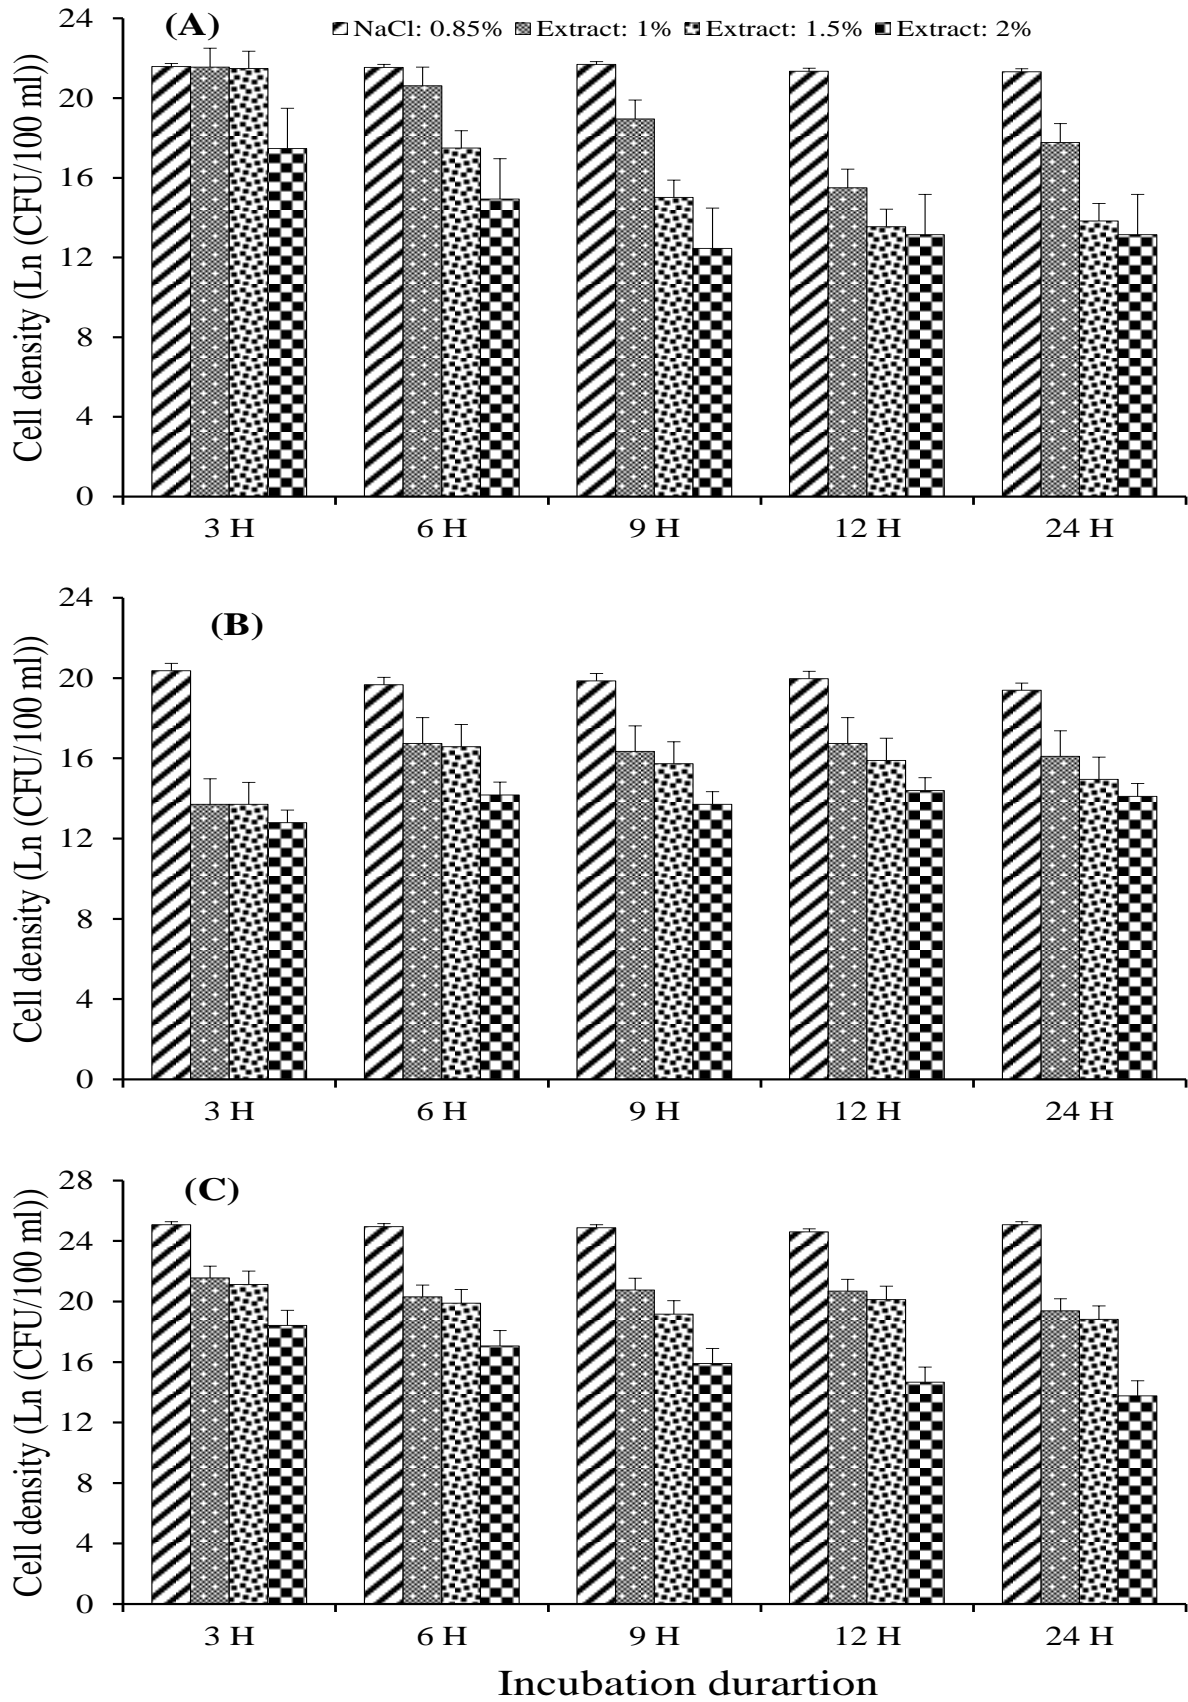 (A)
NaCl: 0.85% Extract: 1% Extract: 1.5% Extract: 2%
Cell density (Ln (CFU/100 ml))
24
20
16
12
8
4
0
3 H 6 H 9 H 12 H 24 H
(B)
Cell density (Ln (CFU/100 ml))
24
20
16
12
8
4
0
3 H 6 H 9 H 12 H 24 H
(C)
Cell density (Ln (CFU/100 ml))
28
24
20
16
12
8
4
0
3 H 6 H 9 H 12 H 24 H
Incubation durartion